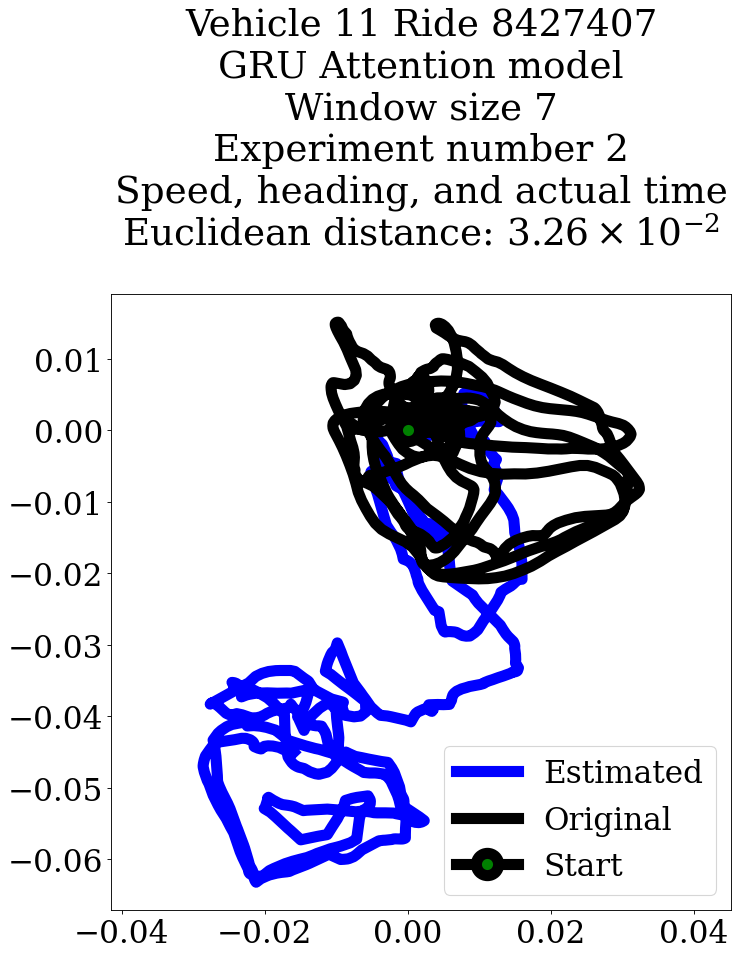 Vehicle 11 Ride 8427407
GRU Attention model
Window size 7
Experiment number 2
Speed, heading, and actual time
Euclidean distance: 3.26 × 10⁻²
0.01
0.00
−0.01
−0.02
−0.03
−0.04
−0.05
−0.06
Estimated
Original
Start
−0.04 −0.02 0.00 0.02 0.04